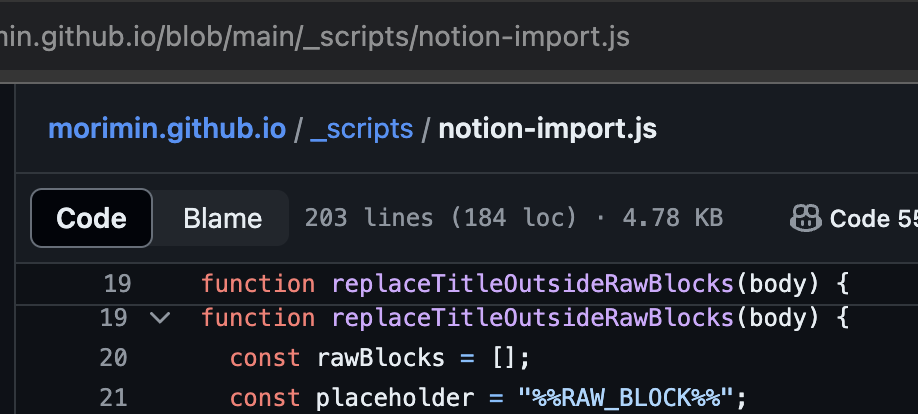 min.github.io/blob/main/_scripts/notion-import.js
morimin.github.io / _scripts / notion-import.js
Code Blame 203 lines (184 loc) · 4.78 KB Code 55
19 function replaceTitleOutsideRawBlocks(body) {
19 function replaceTitleOutsideRawBlocks(body) {
20 const rawBlocks = [];
21 const placeholder = "%%RAW_BLOCK%%";